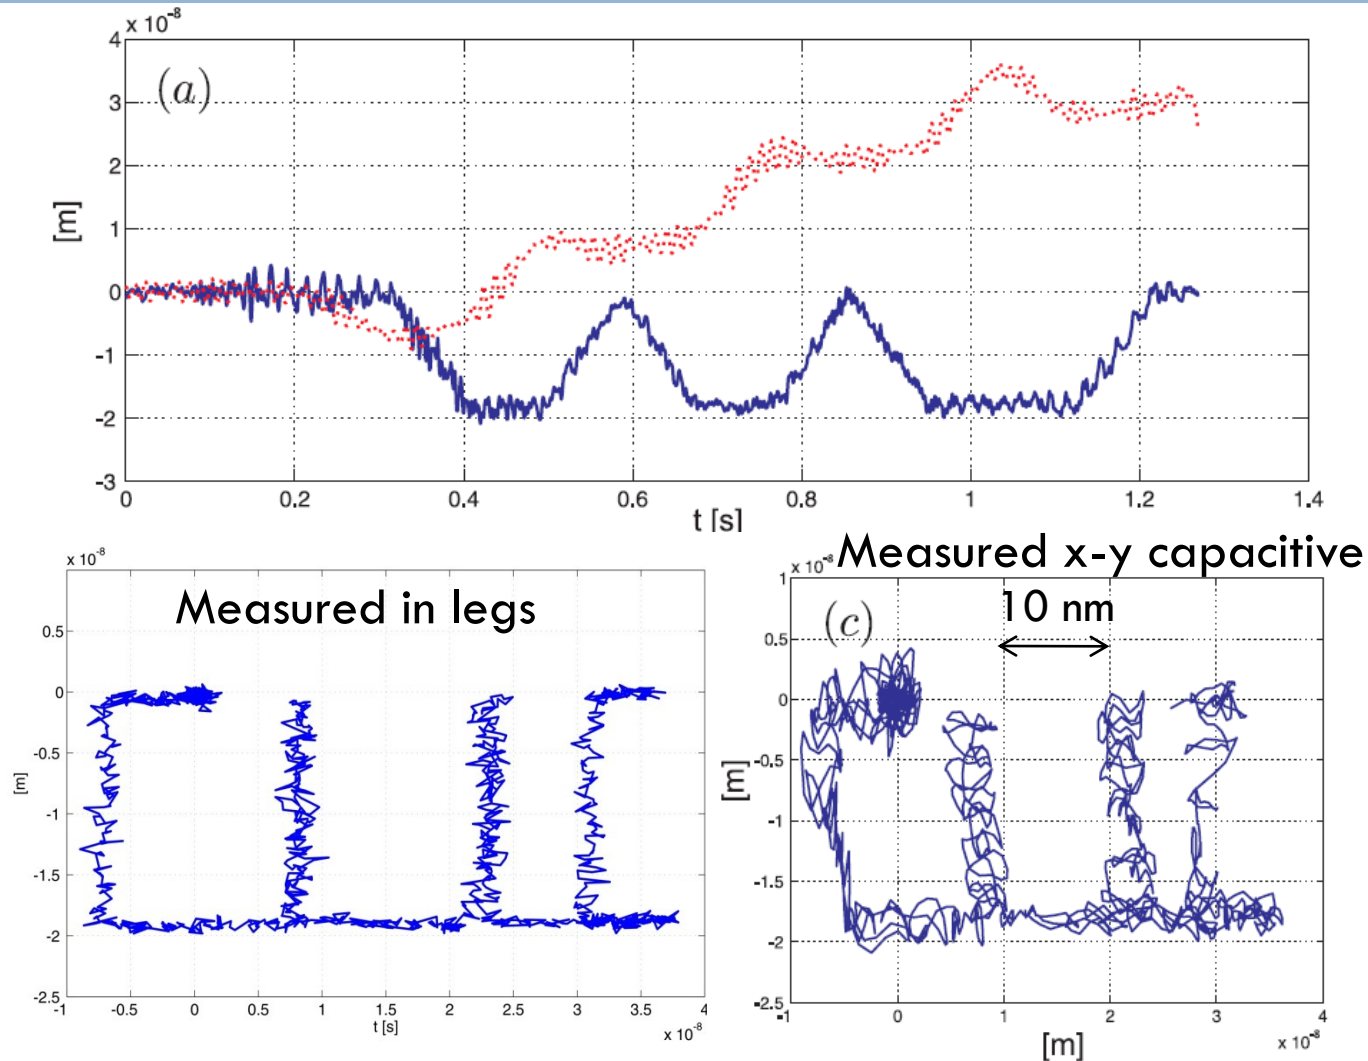 x 10⁻⁸
(a)
4
3
2
1
0
-1
-2
-3
[m]
0 0.2 0.4 0.6 0.8 1 1.2 1.4
t [s]
x 10⁻⁸
Measured in legs
0.5
0
-0.5
-1
-1.5
-2
-2.5
[m]
-1 -0.5 0 0.5 1 1.5 2 2.5 3 3.5 4
t [s]
x 10⁻⁸
Measured x-y capacitive
x 10⁻⁸
10 nm
(c)
1
0.5
0
-0.5
-1
-1.5
-2
-2.5
[m]
-1 0 1 2 3 4
[m]
x 10⁻⁸